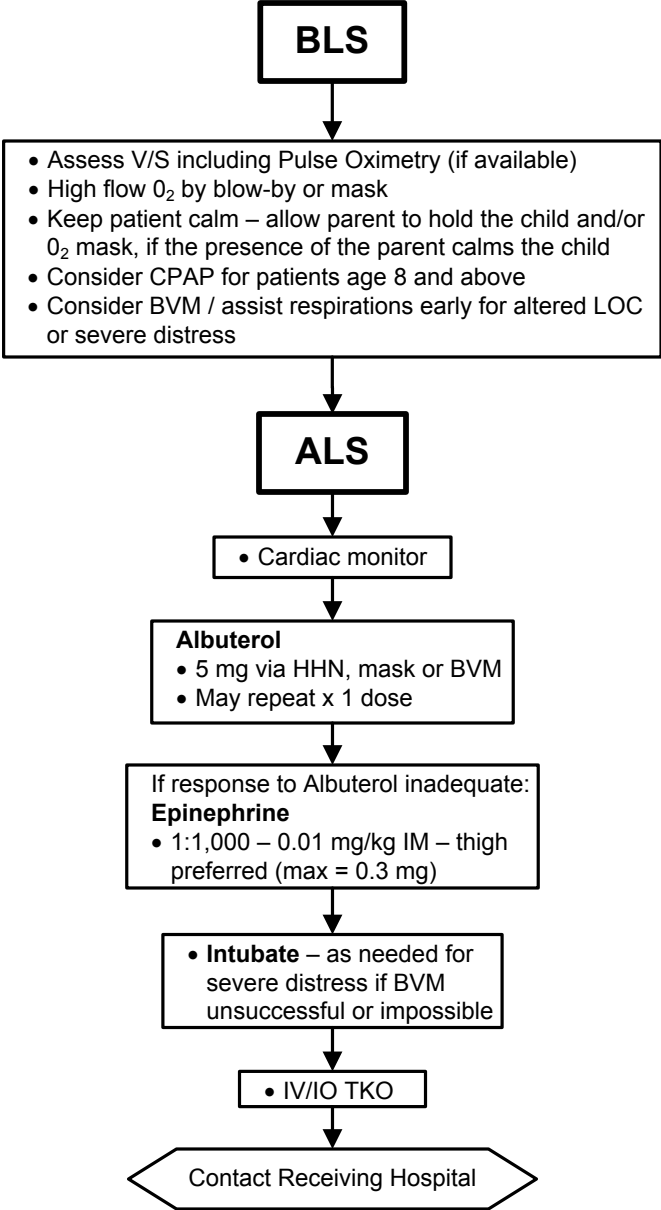 BLS
• Assess V/S including Pulse Oximetry (if available)
• High flow 0₂ by blow-by or mask
• Keep patient calm – allow parent to hold the child and/or
0₂ mask, if the presence of the parent calms the child
• Consider CPAP for patients age 8 and above
• Consider BVM / assist respirations early for altered LOC
or severe distress
ALS
• Cardiac monitor
Albuterol
• 5 mg via HHN, mask or BVM
• May repeat x 1 dose
If response to Albuterol inadequate:
Epinephrine
• 1:1,000 – 0.01 mg/kg IM – thigh
preferred (max = 0.3 mg)
• Intubate – as needed for
severe distress if BVM
unsuccessful or impossible
• IV/IO TKO
Contact Receiving Hospital